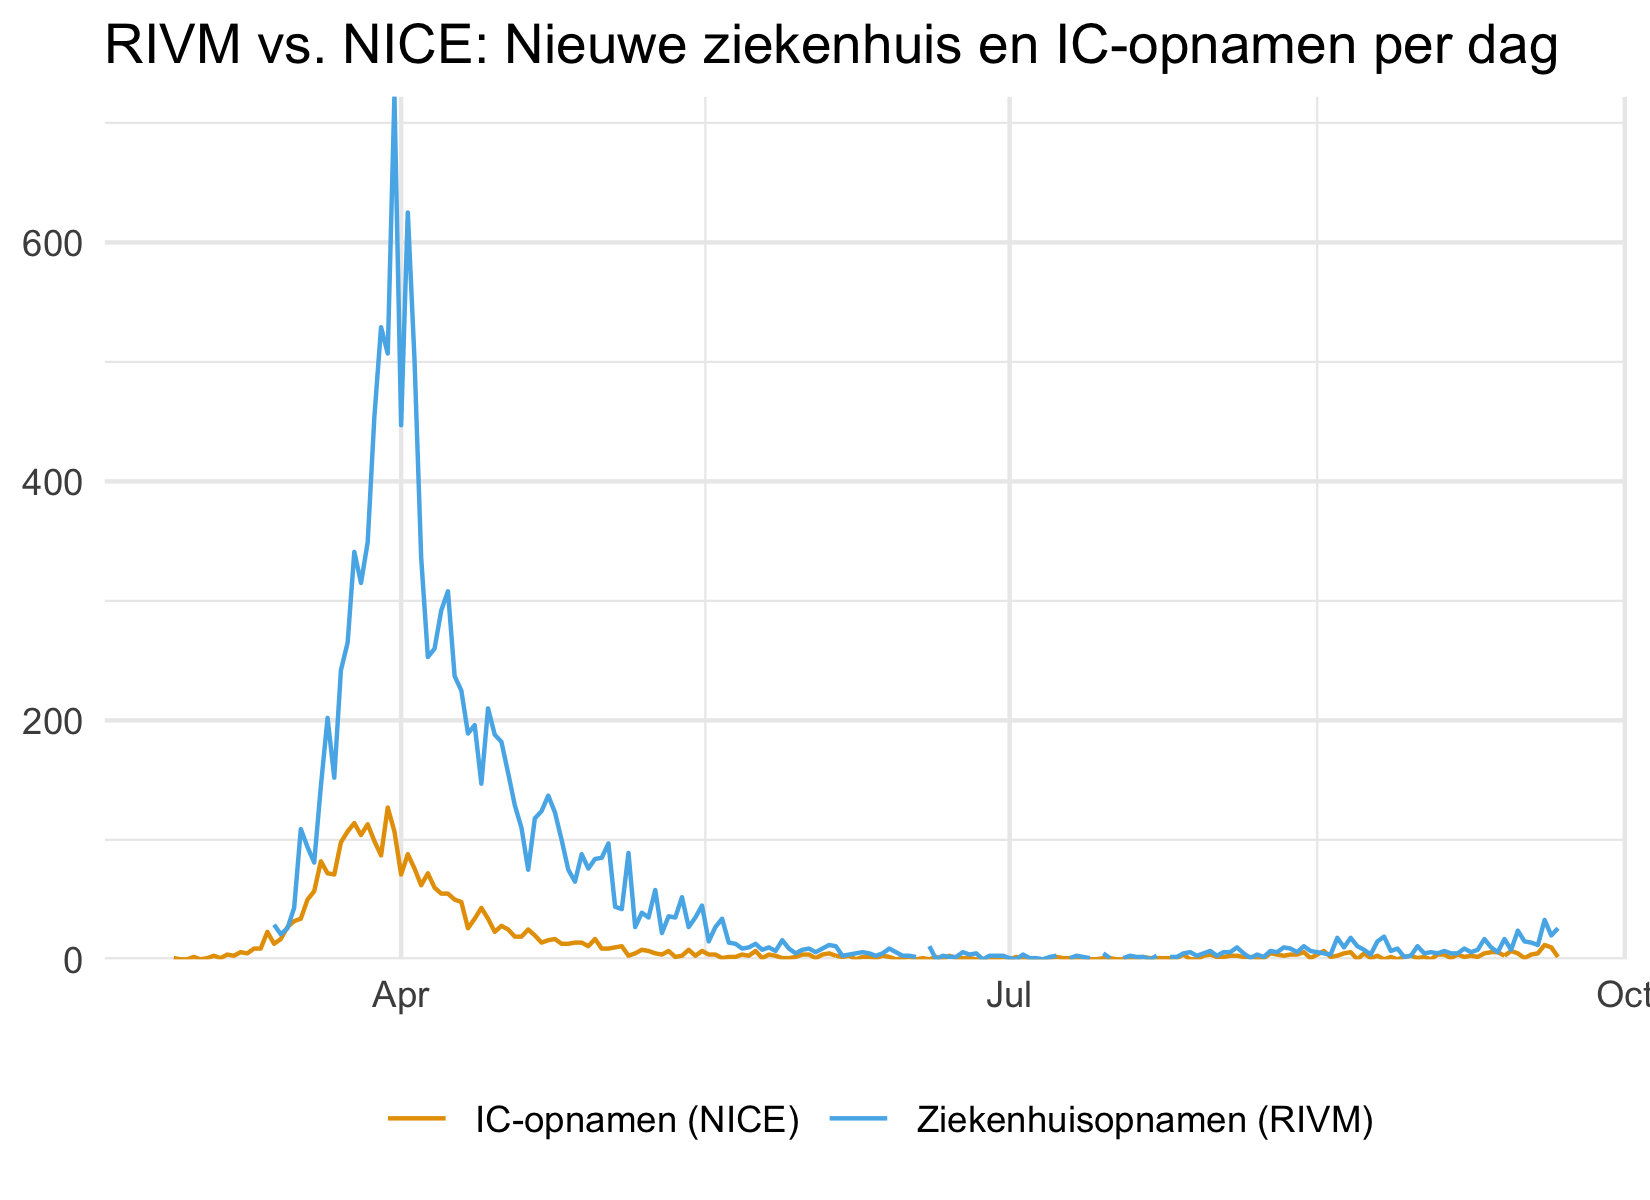 RIVM vs. NICE: Nieuwe ziekenhuis en IC-opnamen per dag
600
400
200
0
Apr
Jul
Oct
IC-opnamen (NICE)
Ziekenhuisopnamen (RIVM)